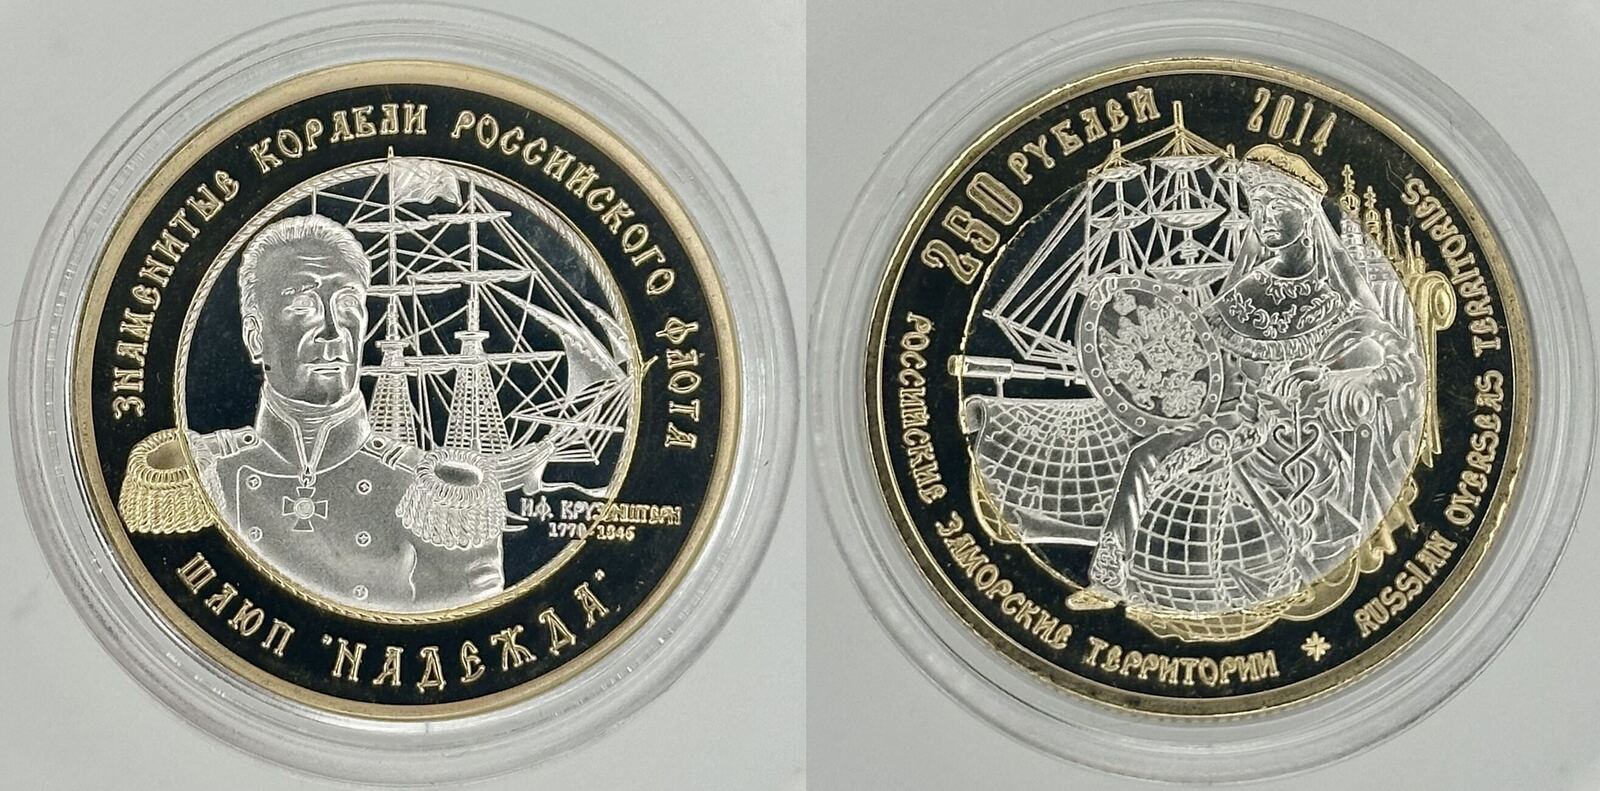 ЗНАМЕНИТЫЕ КОРАБЛИ РОССИЙСКОГО ФЛОТА
И.Ф. КРУЗЕНШТЕРН
1770-1846
ШЛЮП "НАДЕЖДА"
250 РУБЛЕЙ 2014
РОССИЙСКИЕ ЗАМОРСКИЕ ТЕРРИТОРИИ * RUSSIAN OVERSEAS TERRITORIES